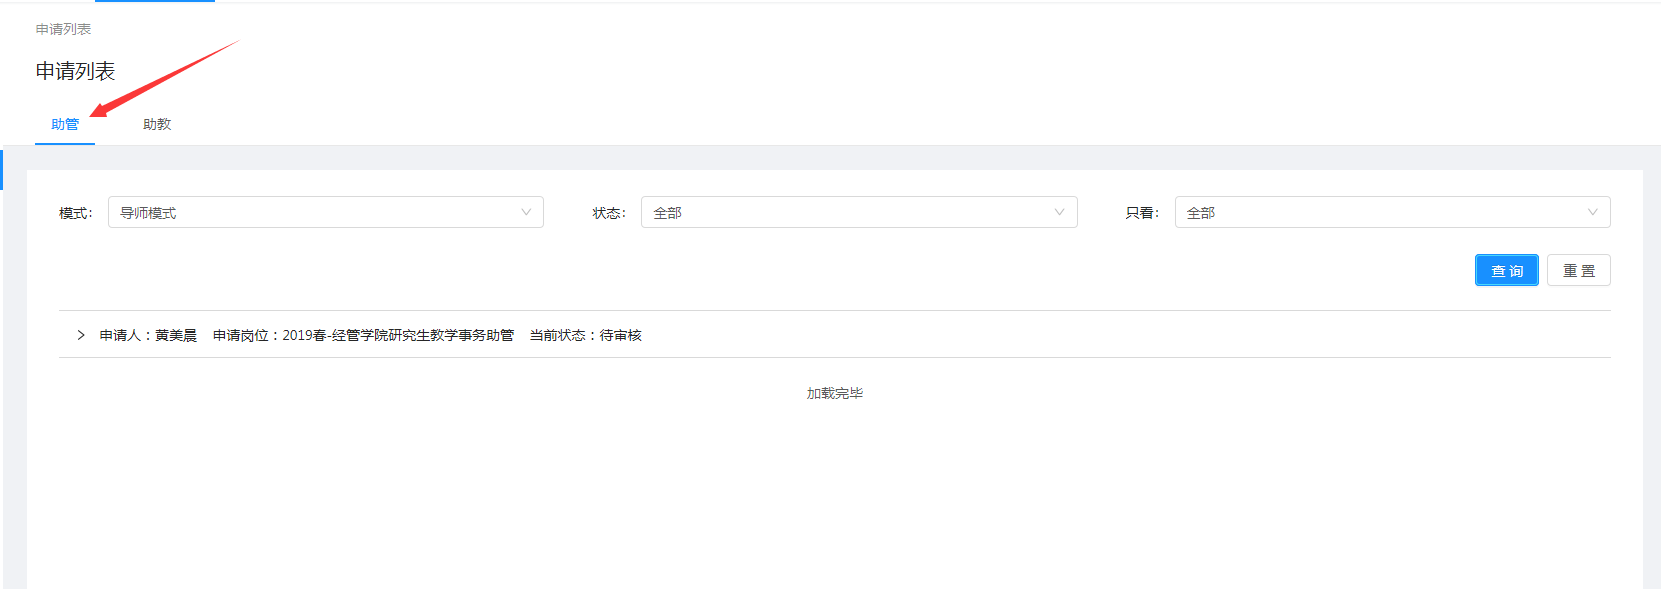 申请列表
申请列表
助管 助教
模式： 导师模式 状态： 全部 只看： 全部
查 询 重 置
申请人：黄美晨 申请岗位：2019春-经管学院研究生教学事务助管 当前状态：待审核
加载完毕